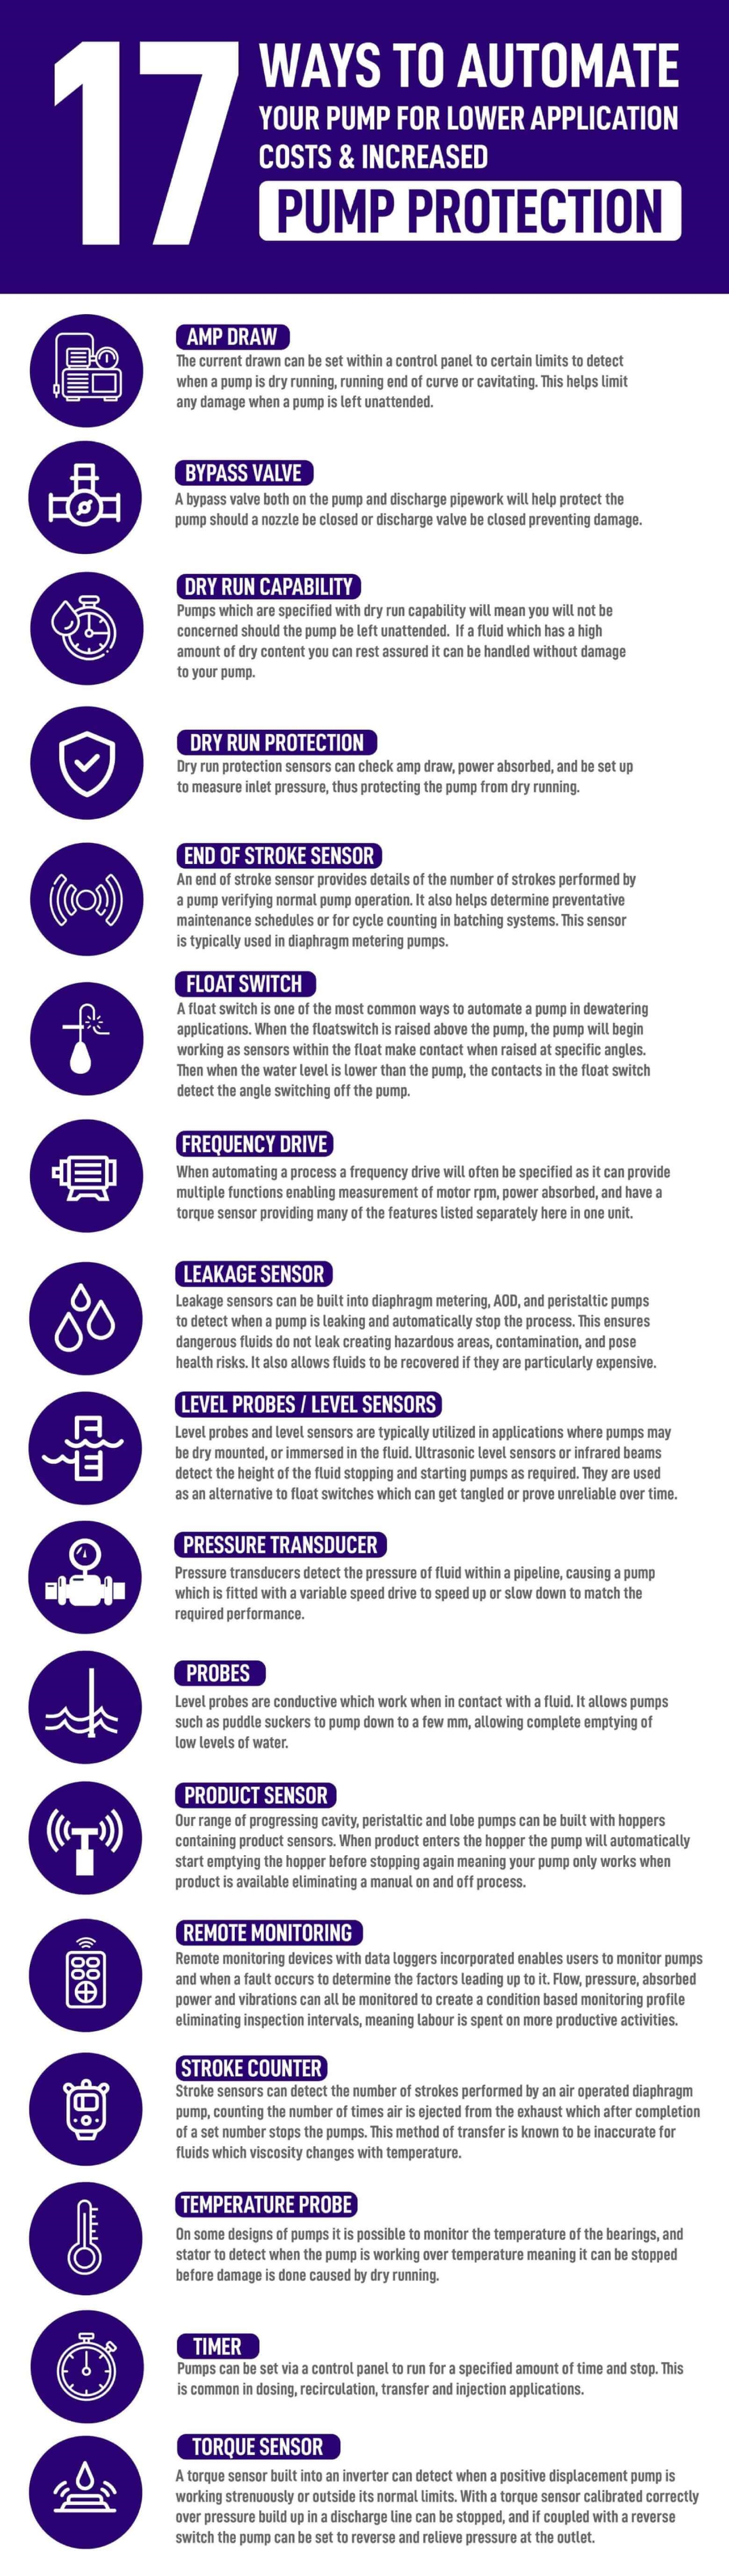 17
WAYS TO AUTOMATE
YOUR PUMP FOR LOWER APPLICATION
COSTS & INCREASED
PUMP PROTECTION
AMP DRAW
The current drawn can be set within a control panel to certain limits to detect
when a pump is dry running, running end of curve or cavitating. This helps limit
any damage when a pump is left unattended.
BYPASS VALVE
A bypass valve both on the pump and discharge pipework will help protect the
pump should a nozzle be closed or discharge valve be closed preventing damage.
DRY RUN CAPABILITY
Pumps which are specified with dry run capability will mean you will not be
concerned should the pump be left unattended. If a fluid which has a high
amount of dry content you can rest assured it can be handled without damage
to your pump.
DRY RUN PROTECTION
Dry run protection sensors can check amp draw, power absorbed, and be set up
to measure inlet pressure, thus protecting the pump from dry running.
END OF STROKE SENSOR
An end of stroke sensor provides details of the number of strokes performed by
a pump verifying normal pump operation. It also helps determine preventative
maintenance schedules or for cycle counting in batching systems. This sensor
is typically used in diaphragm metering pumps.
FLOAT SWITCH
A float switch is one of the most common ways to automate a pump in dewatering
applications. When the floatswitch is raised above the pump, the pump will begin
working as sensors within the float make contact when raised at specific angles.
Then when the water level is lower than the pump, the contacts in the float switch
detect the angle switching off the pump.
FREQUENCY DRIVE
When automating a process a frequency drive will often be specified as it can provide
multiple functions enabling measurement of motor rpm, power absorbed, and have a
torque sensor providing many of the features listed separately here in one unit.
LEAKAGE SENSOR
Leakage sensors can be built into diaphragm metering, AOD, and peristaltic pumps
to detect when a pump is leaking and automatically stop the process. This ensures
dangerous fluids do not leak creating hazardous areas, contamination, and pose
health risks. It also allows fluids to be recovered if they are particularly expensive.
LEVEL PROBES / LEVEL SENSORS
Level probes and level sensors are typically utilized in applications where pumps may
be dry mounted, or immersed in the fluid. Ultrasonic level sensors or infrared beams
detect the height of the fluid stopping and starting pumps as required. They are used
as an alternative to float switches which can get tangled or prove unreliable over time.
PRESSURE TRANSDUCER
Pressure transducers detect the pressure of fluid within a pipeline, causing a pump
which is fitted with a variable speed drive to speed up or slow down to match the
required performance.
PROBES
Level probes are conductive which work when in contact with a fluid. It allows pumps
such as puddle suckers to pump down to a few mm, allowing complete emptying of
low levels of water.
PRODUCT SENSOR
Our range of progressing cavity, peristaltic and lobe pumps can be built with hoppers
containing product sensors. When product enters the hopper the pump will automatically
start emptying the hopper before stopping again meaning your pump only works when
product is available eliminating a manual on and off process.
REMOTE MONITORING
Remote monitoring devices with data loggers incorporated enables users to monitor pumps
and when a fault occurs to determine the factors leading up to it. Flow, pressure, absorbed
power and vibrations can all be monitored to create a condition based monitoring profile
eliminating inspection intervals, meaning labour is spent on more productive activities.
STROKE COUNTER
Stroke sensors can detect the number of strokes performed by an air operated diaphragm
pump, counting the number of times air is ejected from the exhaust which after completion
of a set number stops the pumps. This method of transfer is known to be inaccurate for
fluids which viscosity changes with temperature.
TEMPERATURE PROBE
On some designs of pumps it is possible to monitor the temperature of the bearings, and
stator to detect when the pump is working over temperature meaning it can be stopped
before damage is done caused by dry running.
TIMER
Pumps can be set via a control panel to run for a specified amount of time and stop. This
is common in dosing, recirculation, transfer and injection applications.
TORQUE SENSOR
A torque sensor built into an inverter can detect when a positive displacement pump is
working strenuously or outside its normal limits. With a torque sensor calibrated correctly
over pressure build up in a discharge line can be stopped, and if coupled with a reverse
switch the pump can be set to reverse and relieve pressure at the outlet.